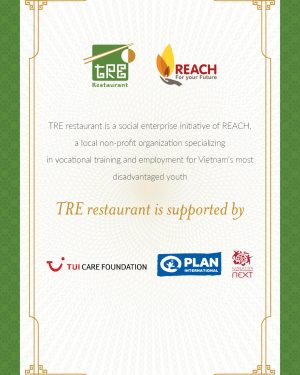 TRE
Restaurant
REACH
For your Future
TRE restaurant is a social enterprise initiative of REACH,
a local non-profit organization specializing
in vocational training and employment for Vietnam's most
disadvantaged youth
TRE restaurant is supported by
TUI CARE FOUNDATION
PLAN
INTERNATIONAL
NEXT